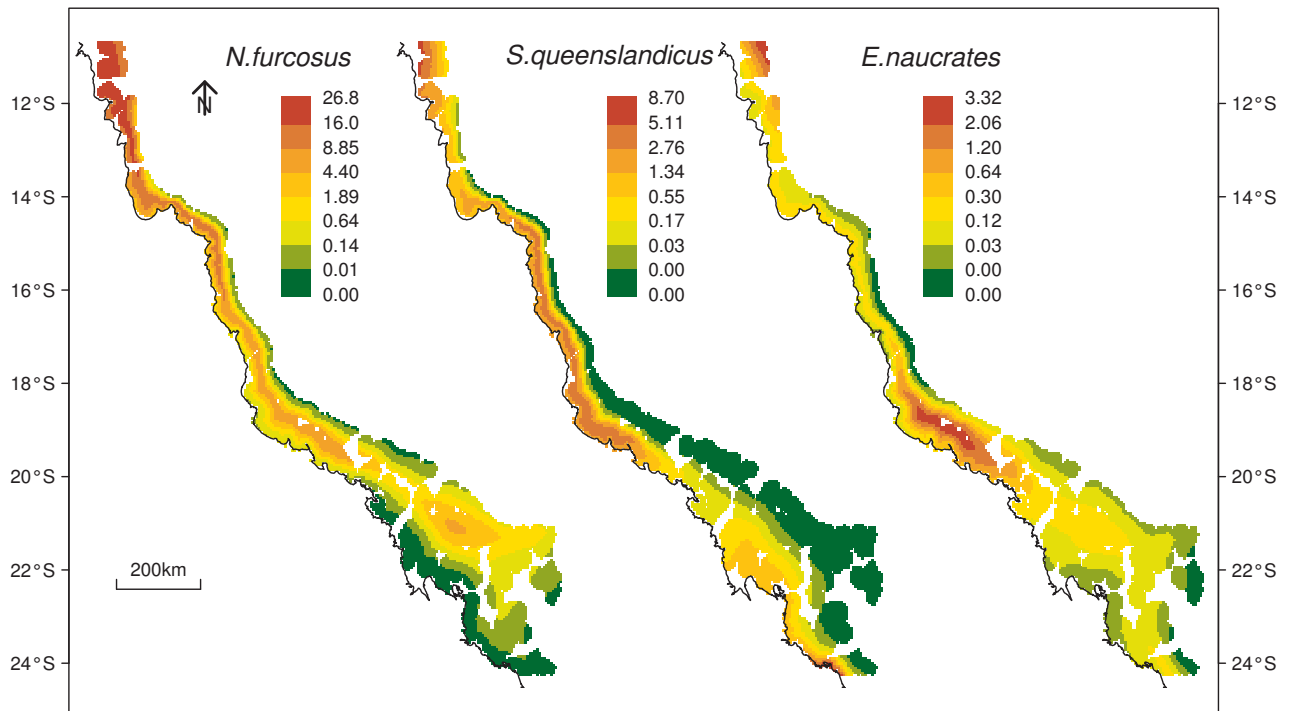 N.furcosus
S.queenslandicus
E.naucrates
N
26.8
16.0
8.85
4.40
1.89
0.64
0.14
0.01
0.00
8.70
5.11
2.76
1.34
0.55
0.17
0.03
0.00
0.00
3.32
2.06
1.20
0.64
0.30
0.12
0.03
0.00
0.00
12°S
14°S
16°S
18°S
20°S
22°S
24°S
12°S
14°S
16°S
18°S
20°S
22°S
24°S
200km